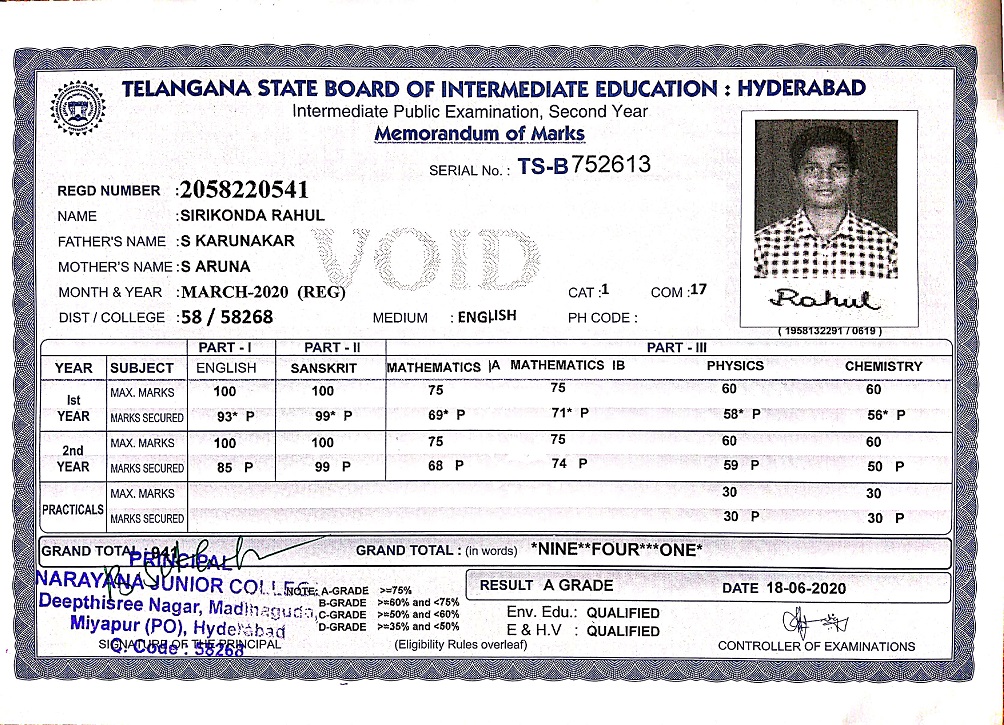 TELANGANA STATE BOARD OF INTERMEDIATE EDUCATION : HYDERABAD
Intermediate Public Examination, Second Year
Memorandum of Marks
SERIAL No. : TS-B 752613
REGD NUMBER :2058220541
NAME :SIRIKONDA RAHUL
FATHER'S NAME :S KARUNAKAR
MOTHER'S NAME :S ARUNA
VOID
MONTH & YEAR :MARCH-2020 (REG) CAT :1 COM :17
DIST / COLLEGE :58 / 58268 MEDIUM : ENGLISH PH CODE :
Rahul
( 1958132291 / 0619 )
PART - I PART - II PART - III
YEAR SUBJECT ENGLISH SANSKRIT MATHEMATICS IA MATHEMATICS IB PHYSICS CHEMISTRY
Ist YEAR MAX. MARKS 100 100 75 75 60 60
MARKS SECURED 93* P 99* P 69* P 71* P 58* P 56* P
2nd YEAR MAX. MARKS 100 100 75 75 60 60
MARKS SECURED 85 P 99 P 68 P 74 P 59 P 50 P
PRACTICALS MAX. MARKS 30 30
MARKS SECURED 30 P 30 P
GRAND TOTAL : 941 GRAND TOTAL : (in words) *NINE**FOUR***ONE*
PRINCIPAL
NARAYANA JUNIOR COLLEGE
Deepthisree Nagar, Madinaguda,
Miyapur (PO), Hyderabad
C. Code : 58268
SIGNATURE OF THE PRINCIPAL
NOTE: A-GRADE >=75%
B-GRADE >=60% and <75%
C-GRADE >=50% and <60%
D-GRADE >=35% and <50%
(Eligibility Rules overleaf)
RESULT A GRADE DATE 18-06-2020
Env. Edu.: QUALIFIED
E & H.V : QUALIFIED
CONTROLLER OF EXAMINATIONS